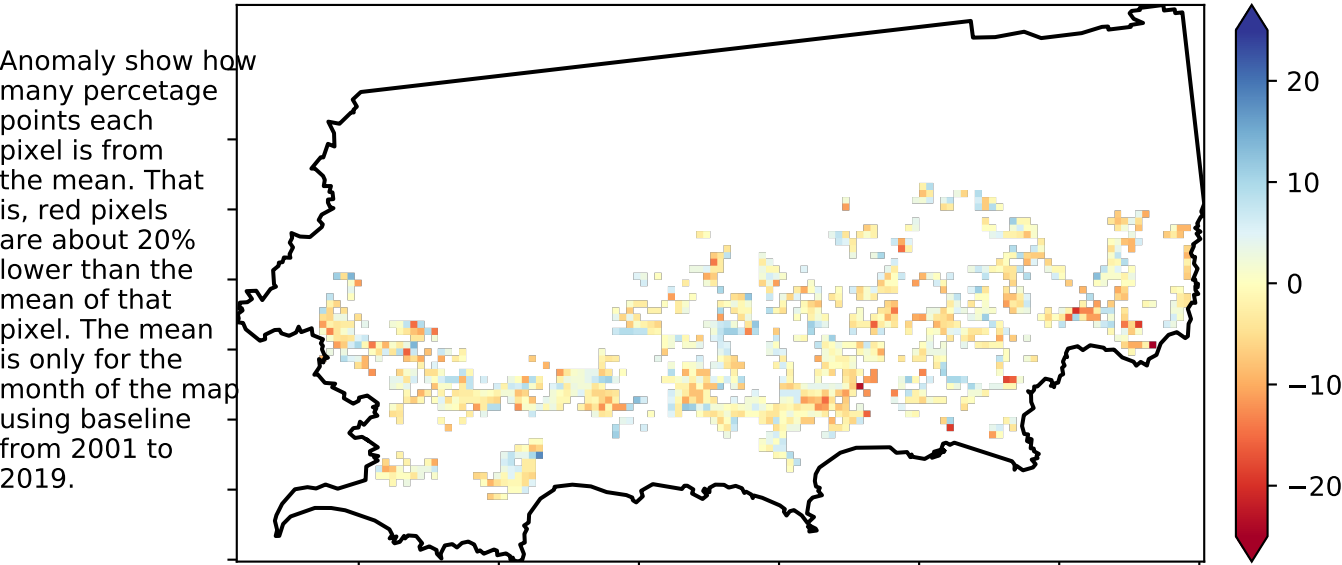 Anomaly show how
many percetage
points each
pixel is from
the mean. That
is, red pixels
are about 20%
lower than the
mean of that
pixel. The mean
is only for the
month of the map
using baseline
from 2001 to
2019.
20
10
0
−10
−20